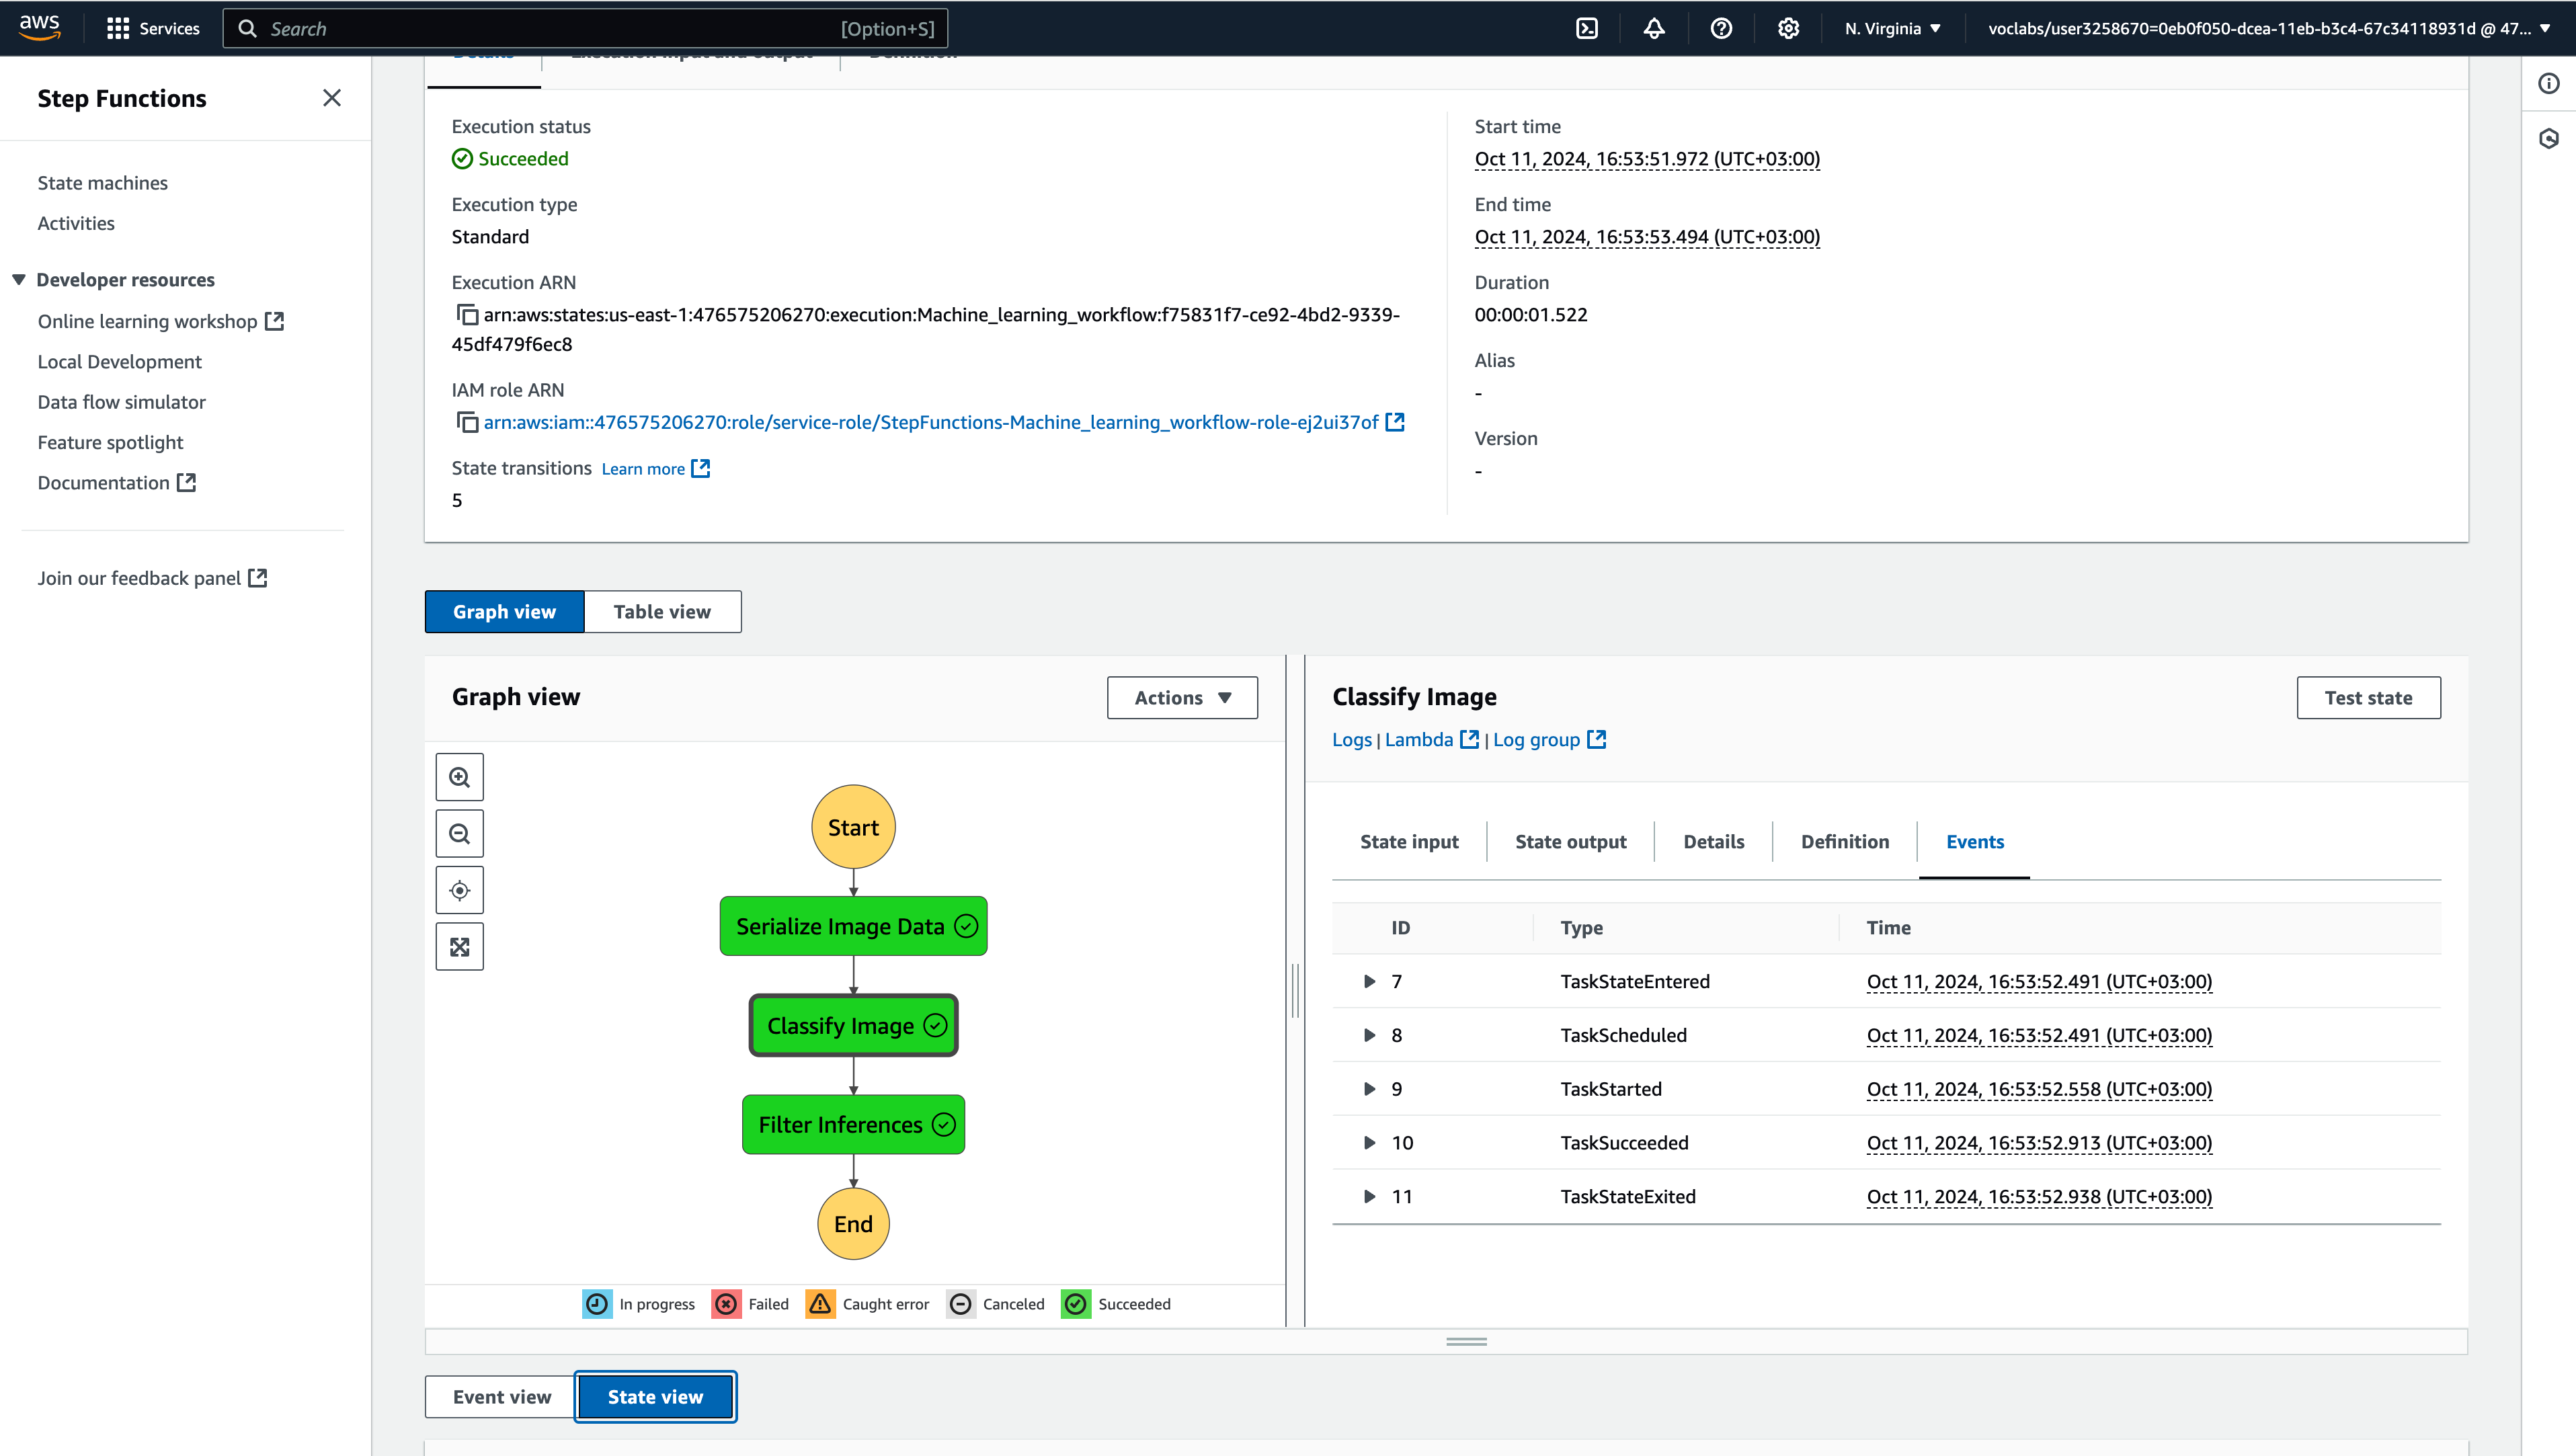 aws
Services
Search
[Option+S]
N. Virginia
voclabs/user3258670=0eb0f050-dcea-11eb-b3c4-67c34118931d @ 47...
Step Functions
State machines
Activities
Developer resources
Online learning workshop
Local Development
Data flow simulator
Feature spotlight
Documentation
Join our feedback panel
Details
Execution input and output
Definition
Execution status
Succeeded
Execution type
Standard
Execution ARN
arn:aws:states:us-east-1:476575206270:execution:Machine_learning_workflow:f75831f7-ce92-4bd2-9339-
45df479f6ec8
IAM role ARN
arn:aws:iam::476575206270:role/service-role/StepFunctions-Machine_learning_workflow-role-ej2ui37of
State transitions Learn more
5
Start time
Oct 11, 2024, 16:53:51.972 (UTC+03:00)
End time
Oct 11, 2024, 16:53:53.494 (UTC+03:00)
Duration
00:00:01.522
Alias
-
Version
-
Graph view
Table view
Graph view
Actions
Start
Serialize Image Data
Classify Image
Filter Inferences
End
In progress
Failed
Caught error
Canceled
Succeeded
Classify Image
Test state
Logs | Lambda | Log group
State input
State output
Details
Definition
Events
ID Type Time
7 TaskStateEntered Oct 11, 2024, 16:53:52.491 (UTC+03:00)
8 TaskScheduled Oct 11, 2024, 16:53:52.491 (UTC+03:00)
9 TaskStarted Oct 11, 2024, 16:53:52.558 (UTC+03:00)
10 TaskSucceeded Oct 11, 2024, 16:53:52.913 (UTC+03:00)
11 TaskStateExited Oct 11, 2024, 16:53:52.938 (UTC+03:00)
Event view
State view